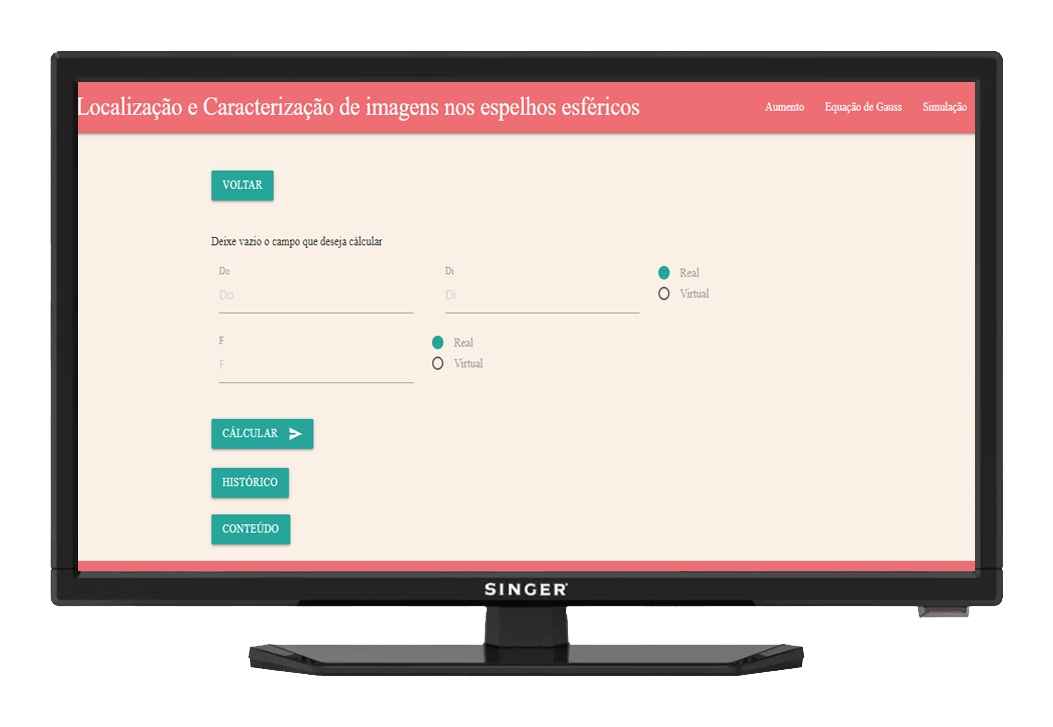 Localização e Caracterização de imagens nos espelhos esféricos
Aumento Equação de Gauss Simulação
VOLTAR
Deixe vazio o campo que deseja cálcular
Do Di
Do Di
Real
Virtual
F
F
Real
Virtual
CÁLCULAR
HISTÓRICO
CONTEÚDO
SINGER